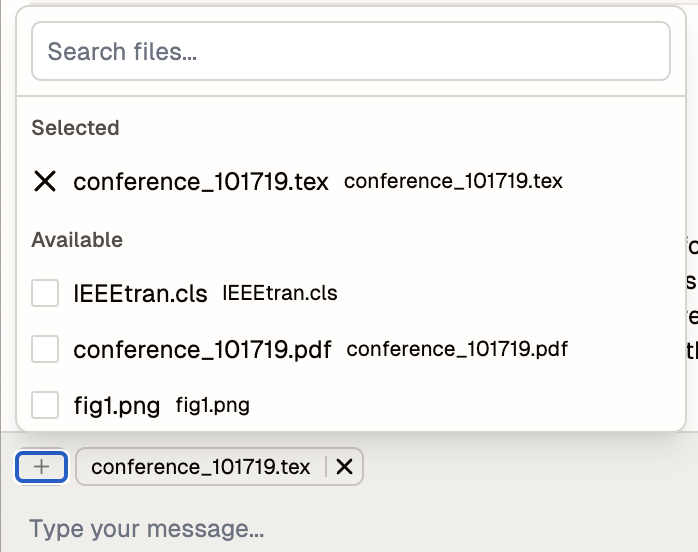 Search files...
Selected
conference_101719.tex conference_101719.tex
Available
IEEEtran.cls IEEEtran.cls
conference_101719.pdf conference_101719.pdf
fig1.png fig1.png
conference_101719.tex
Type your message...